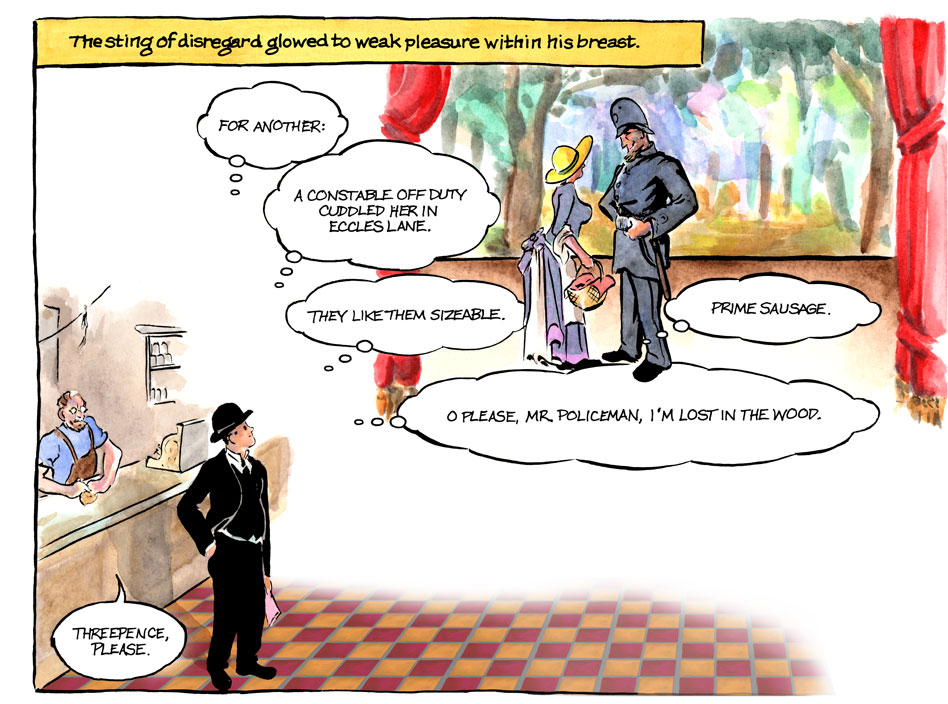 The sting of disregard glowed to weak pleasure within his breast.
FOR ANOTHER:
A CONSTABLE OFF DUTY
CUDDLED HER IN
ECCLES LANE.
THEY LIKE THEM SIZEABLE.
PRIME SAUSAGE.
O PLEASE, MR. POLICEMAN, I'M LOST IN THE WOOD.
THREEPENCE,
PLEASE.